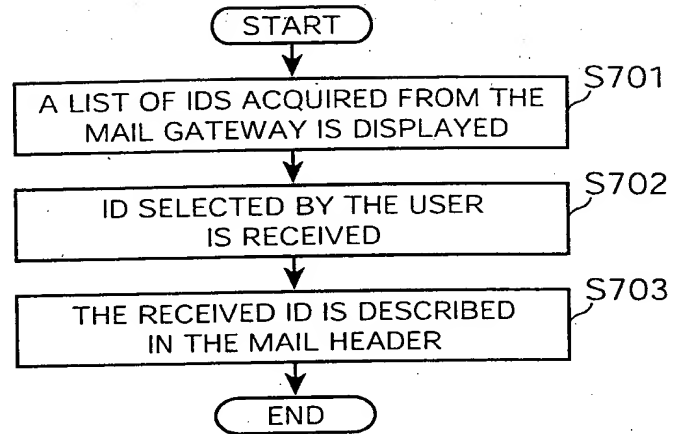 START
S701
A LIST OF IDS ACQUIRED FROM THE
MAIL GATEWAY IS DISPLAYED
S702
ID SELECTED BY THE USER
IS RECEIVED
S703
THE RECEIVED ID IS DESCRIBED
IN THE MAIL HEADER
END